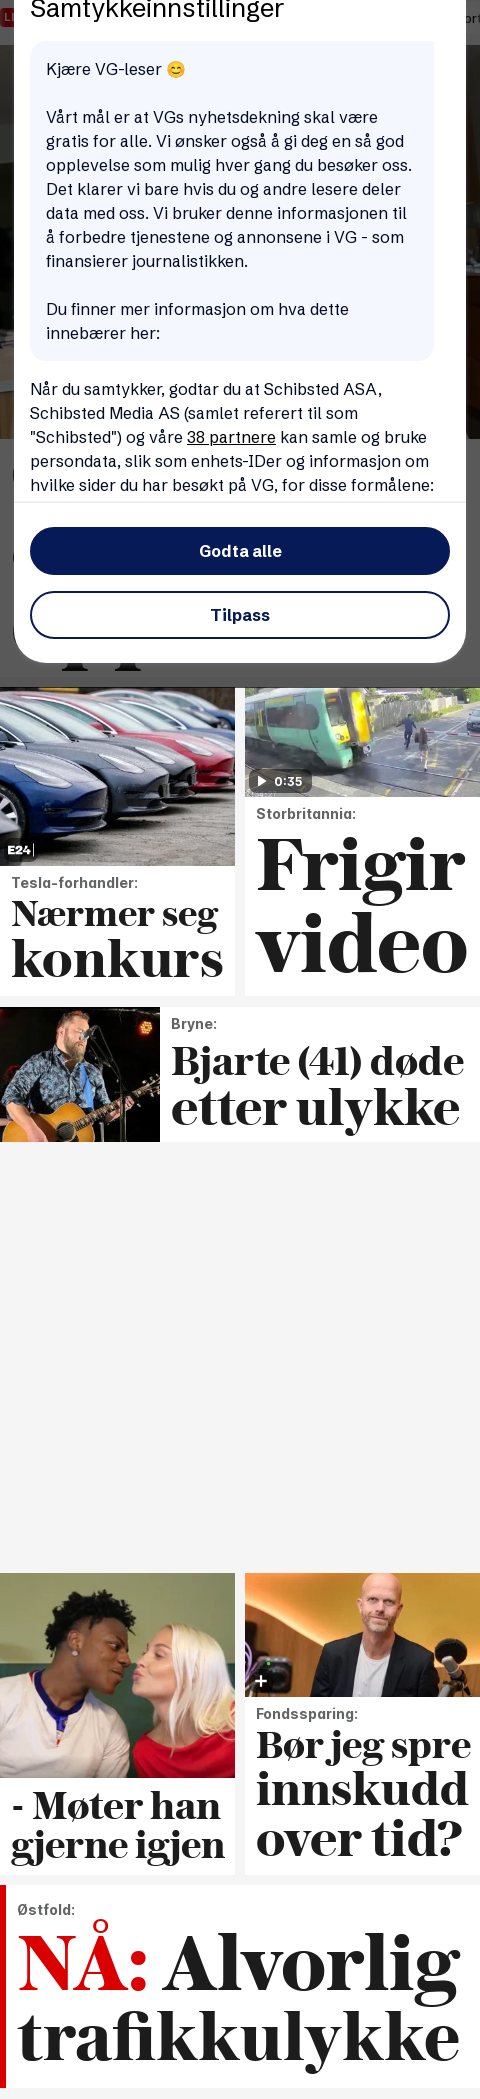 Samtykkeinnstillinger
Kjære VG-leser 😊
Vårt mål er at VGs nyhetsdekning skal være
gratis for alle. Vi ønsker også å gi deg en så god
opplevelse som mulig hver gang du besøker oss.
Det klarer vi bare hvis du og andre lesere deler
data med oss. Vi bruker denne informasjonen til
å forbedre tjenestene og annonsene i VG - som
finansierer journalistikken.
Du finner mer informasjon om hva dette
innebærer her:
Når du samtykker, godtar du at Schibsted ASA,
Schibsted Media AS (samlet referert til som
"Schibsted") og våre 38 partnere kan samle og bruke
persondata, slik som enhets-IDer og informasjon om
hvilke sider du har besøkt på VG, for disse formålene:
Godta alle
Tilpass
E24
Tesla-forhandler:
Nærmer seg
konkurs
0:35
Storbritannia:
Frigir
video
Bryne:
Bjarte (41) døde
etter ulykke
- Møter han
gjerne igjen
Fondssparing:
Bør jeg spre
innskudd
over tid?
Østfold:
NÅ: Alvorlig
trafikkulykke